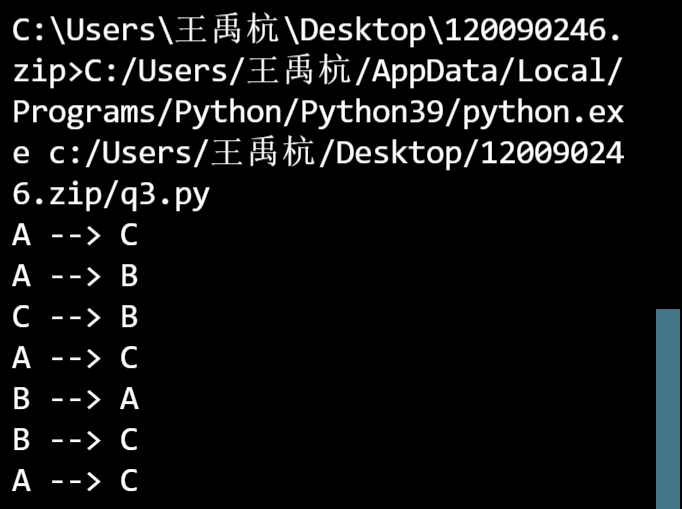 C:\Users\王禹杭\Desktop\120090246.
zip>C:/Users/王禹杭/AppData/Local/
Programs/Python/Python39/python.ex
e c:/Users/王禹杭/Desktop/12009024
6.zip/q3.py
A --> C
A --> B
C --> B
A --> C
B --> A
B --> C
A --> C